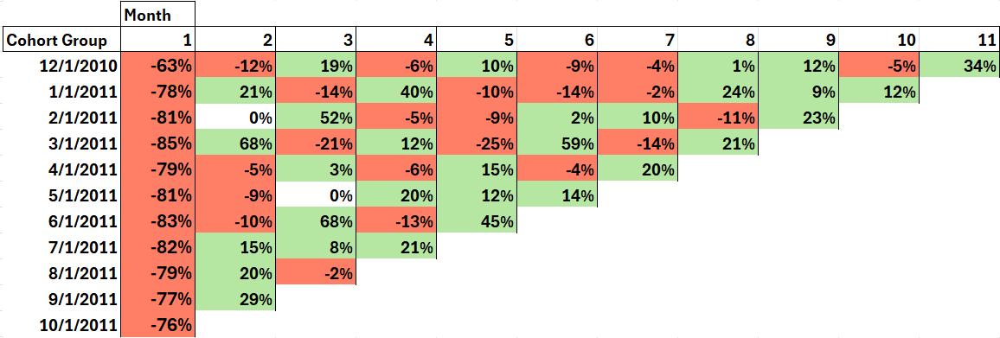 Month
Cohort Group 1 2 3 4 5 6 7 8 9 10 11
12/1/2010 -63% -12% 19% -6% 10% -9% -4% 1% 12% -5% 34%
1/1/2011 -78% 21% -14% 40% -10% -14% -2% 24% 9% 12%
2/1/2011 -81% 0% 52% -5% -9% 2% 10% -11% 23%
3/1/2011 -85% 68% -21% 12% -25% 59% -14% 21%
4/1/2011 -79% -5% 3% -6% 15% -4% 20%
5/1/2011 -81% -9% 0% 20% 12% 14%
6/1/2011 -83% -10% 68% -13% 45%
7/1/2011 -82% 15% 8% 21%
8/1/2011 -79% 20% -2%
9/1/2011 -77% 29%
10/1/2011 -76%